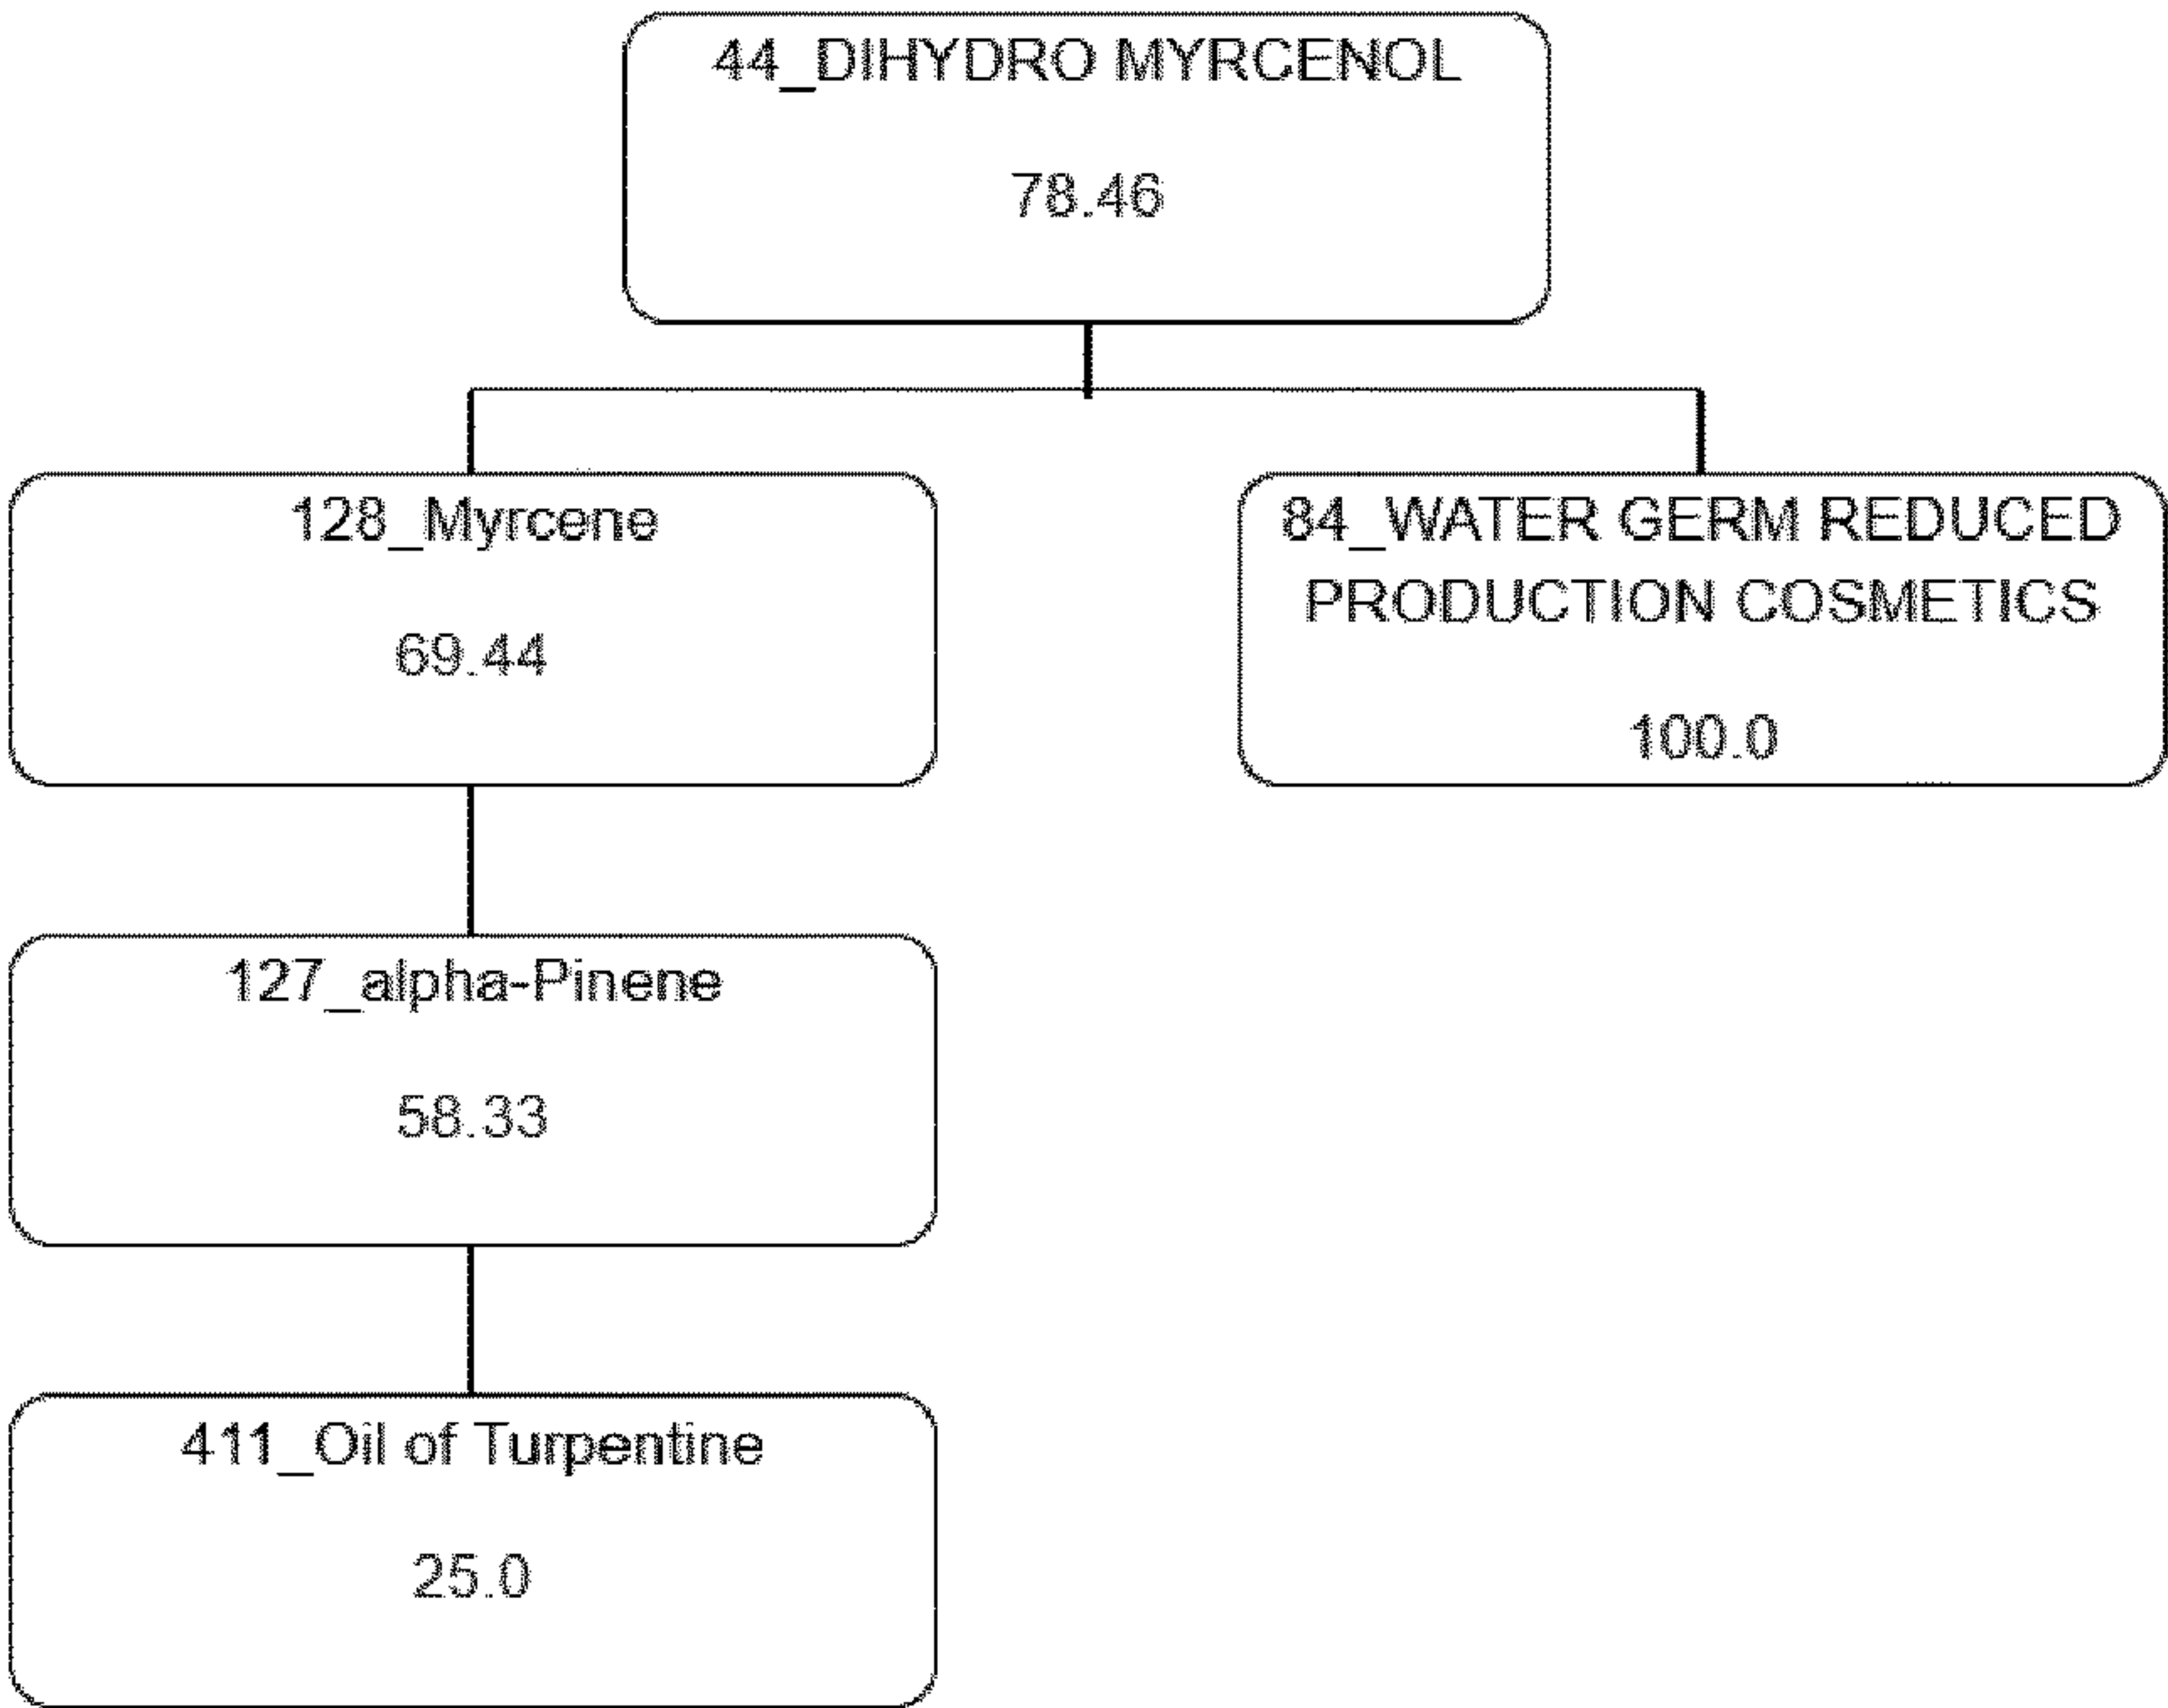 44_DIHYDRO MYRCENOL
78.46
128_Myrcene
69.44
84_WATER GERM REDUCED
PRODUCTION COSMETICS
100.0
127_alpha-Pinene
58.33
411_Oil of Turpentine
25.0